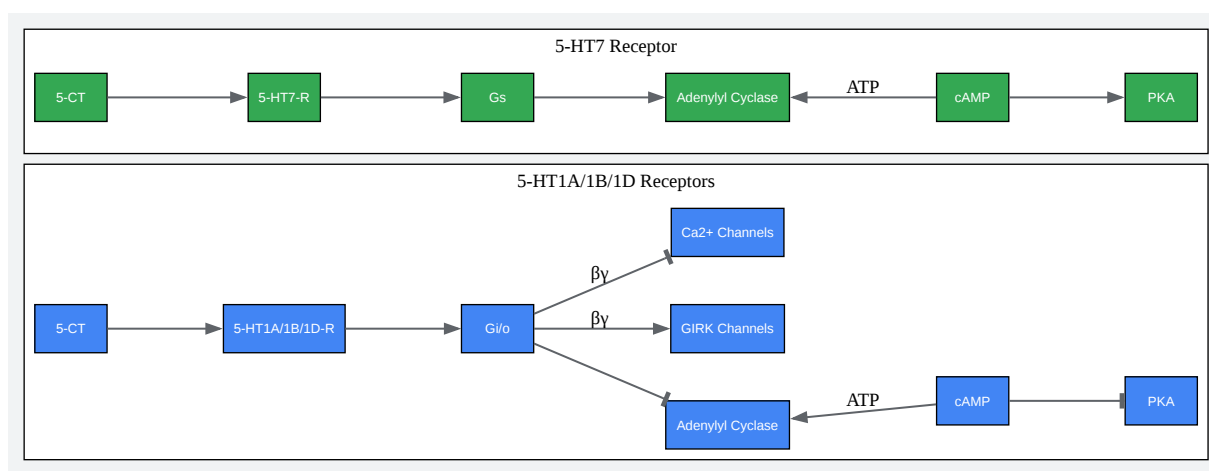 5-HT7 Receptor
5-CT
5-HT7-R
Gs
Adenylyl Cyclase
ATP
cAMP
PKA
5-HT1A/1B/1D Receptors
Ca2+ Channels
βγ
5-CT
5-HT1A/1B/1D-R
Gi/o
βγ
GIRK Channels
Adenylyl Cyclase
ATP
cAMP
PKA